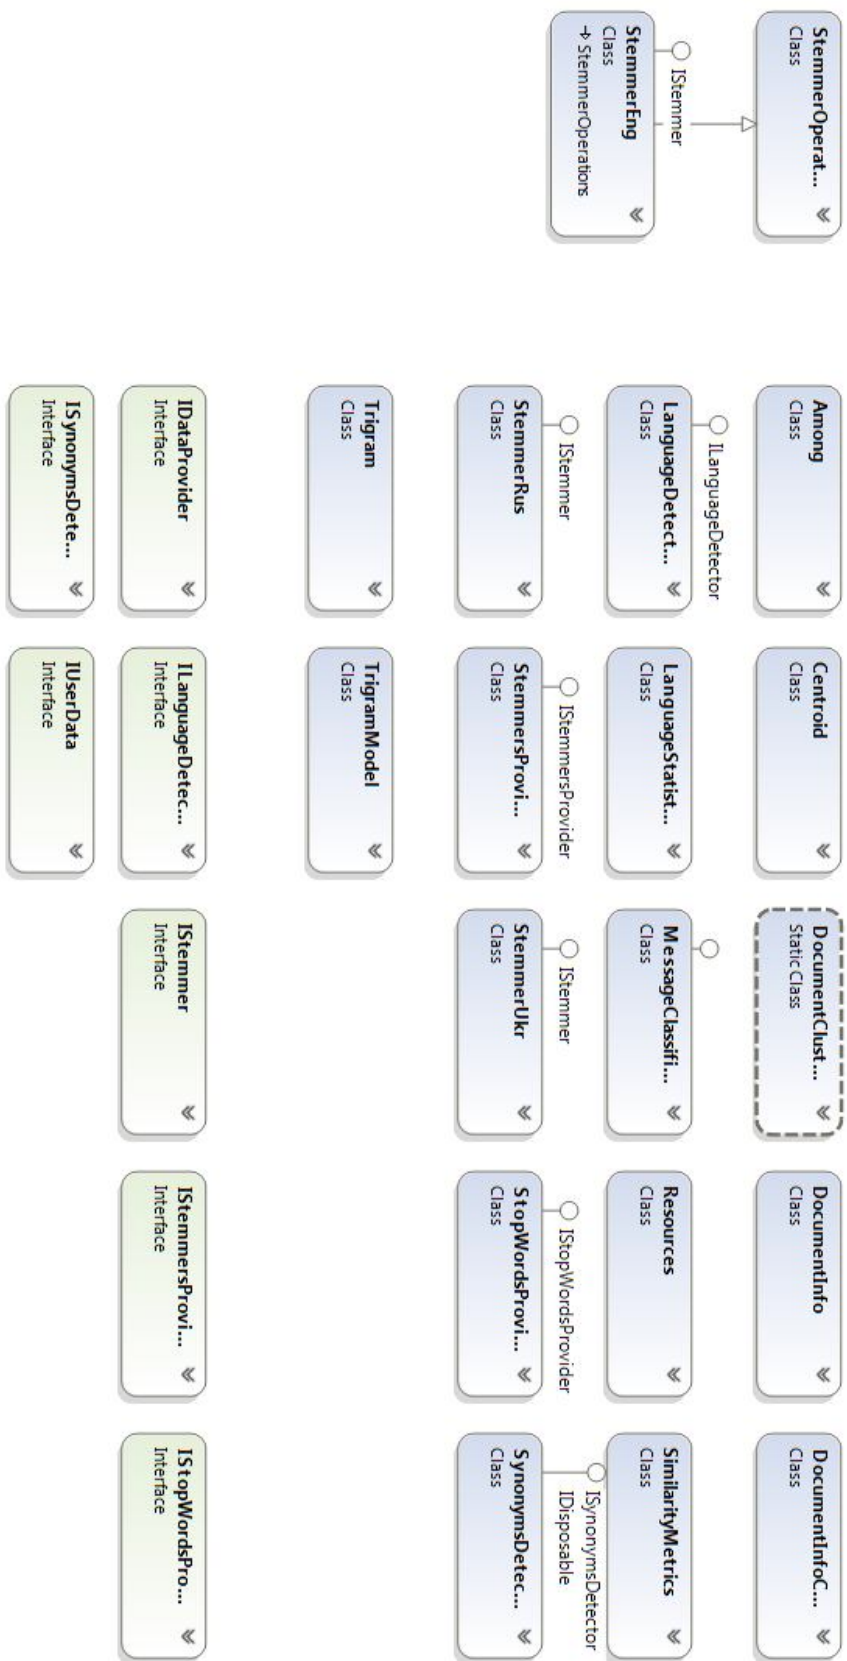 StemmerOperat...
Class
IStemmer
StemmerEng
Class
StemmerOperations
Among
Class
Centroid
Class
DocumentClust...
Static Class
DocumentInfo
Class
DocumentInfoC...
Class
ILanguageDetector
LanguageDetect...
Class
LanguageStatist...
Class
MessageClassifi...
Class
Resources
Class
SimilarityMetrics
Class
IStemmer
StemmerRus
Class
IStemmersProvider
StemmersProvi...
Class
IStemmer
StemmerUkr
Class
IStopWordsProvider
StopWordsProvi...
Class
ISynonymsDetector
IDisposable
SynonymsDetec...
Class
Trigram
Class
TrigramModel
Class
IDataProvider
Interface
ILanguageDetec...
Interface
IStemmer
Interface
IStemmersProvi...
Interface
IStopWordsPro...
Interface
ISynonymsDete...
Interface
IUserData
Interface